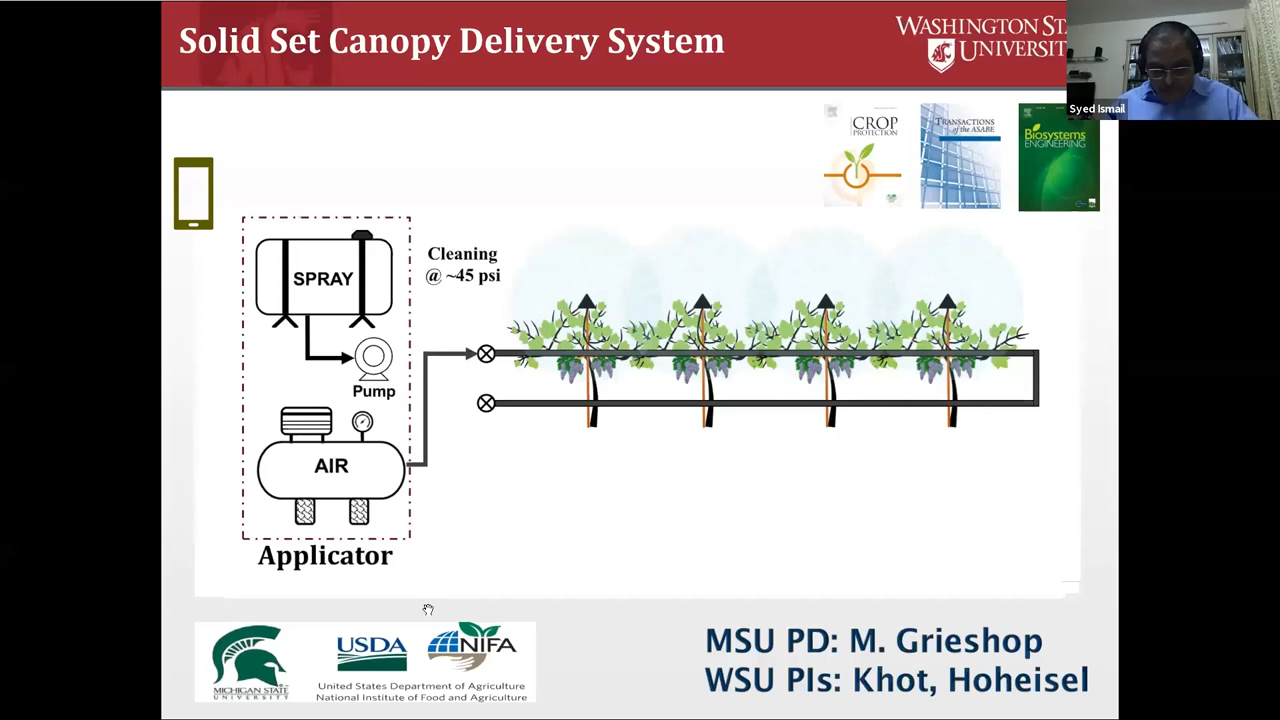 Solid Set Canopy Delivery System
WASHINGTON ST
UNIVERSIT
Syed Ismail
CROP
PROTECTION
TRANSACTIONS
of the ASABE
Biosystems
ENGINEERING
Cleaning
@ ~45 psi
SPRAY
Pump
AIR
Applicator
MICHIGAN STATE
UNIVERSITY
USDA
NIFA
United States Department of Agriculture
National Institute of Food and Agriculture
MSU PD: M. Grieshop
WSU PIs: Khot, Hoheisel